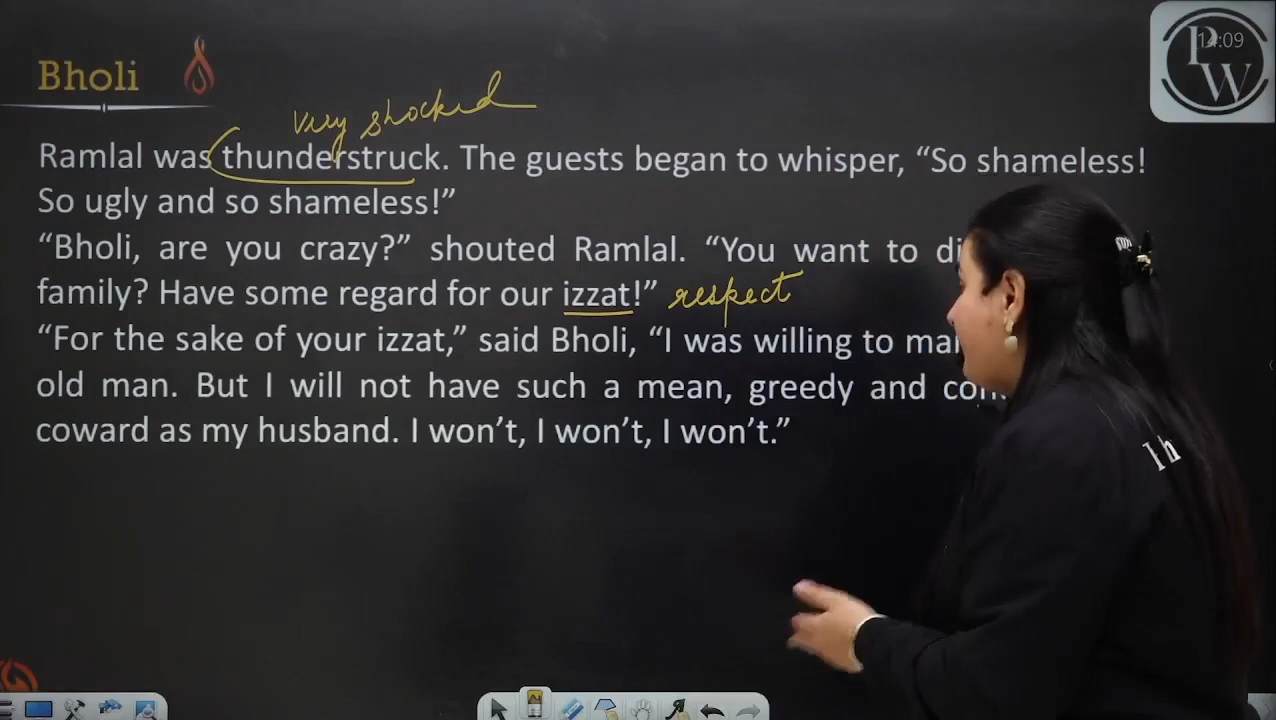 Bholi
14:09
PW
very shocked
Ramlal was thunderstruck. The guests began to whisper, “So shameless!
So ugly and so shameless!”
“Bholi, are you crazy?” shouted Ramlal. “You want to
family? Have some regard for our izzat!” respect
“For the sake of your izzat,” said Bholi, “I was willing to
old man. But I will not have such a mean, greedy and
coward as my husband. I won’t, I won’t, I won’t.”